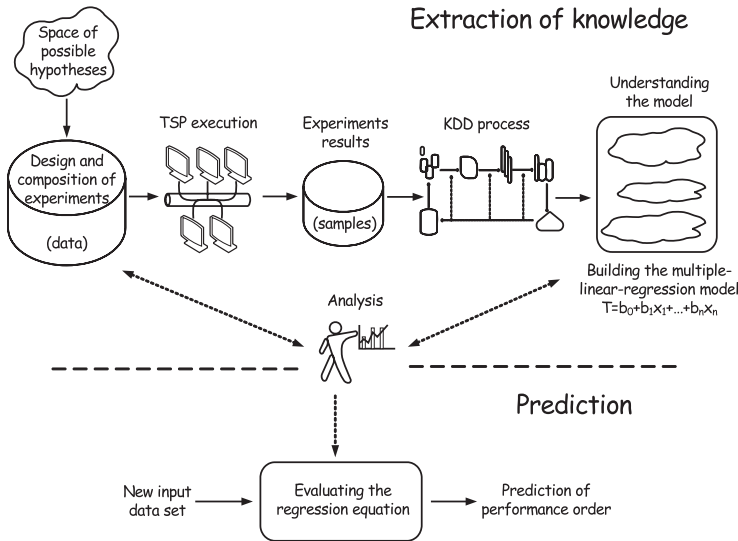 Extraction of knowledge
Space of
possible
hypotheses
Design and
composition of
experiments
(data)
TSP execution
Experiments
results
(samples)
KDD process
Understanding
the model
Building the multiple-
linear-regression model
T=b₀+b₁x₁+...+bₙxₙ
Analysis
Prediction
New input
data set
Evaluating the
regression equation
Prediction of
performance order